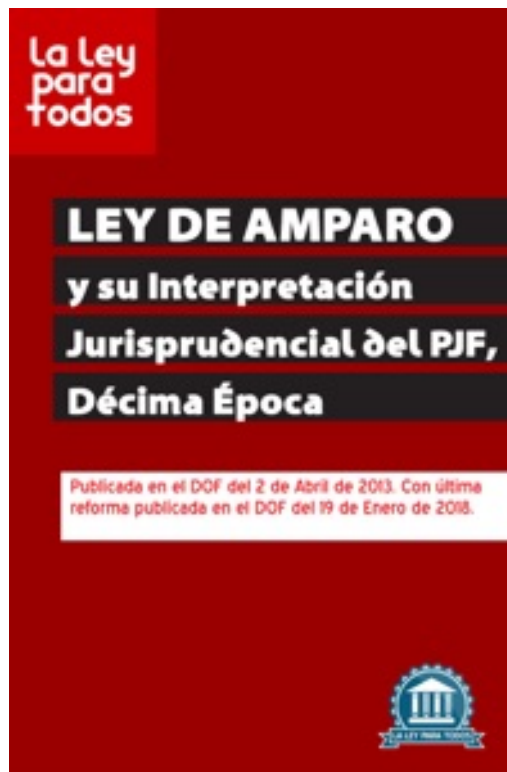 La Ley
para
Todos
LEY DE AMPARO
y su Interpretación
Jurisprudencial del PJF,
Décima Época
Publicada en el DOF del 2 de Abril de 2013. Con última
reforma publicada en el DOF del 19 de Enero de 2018.
LA LEY PARA TODOS